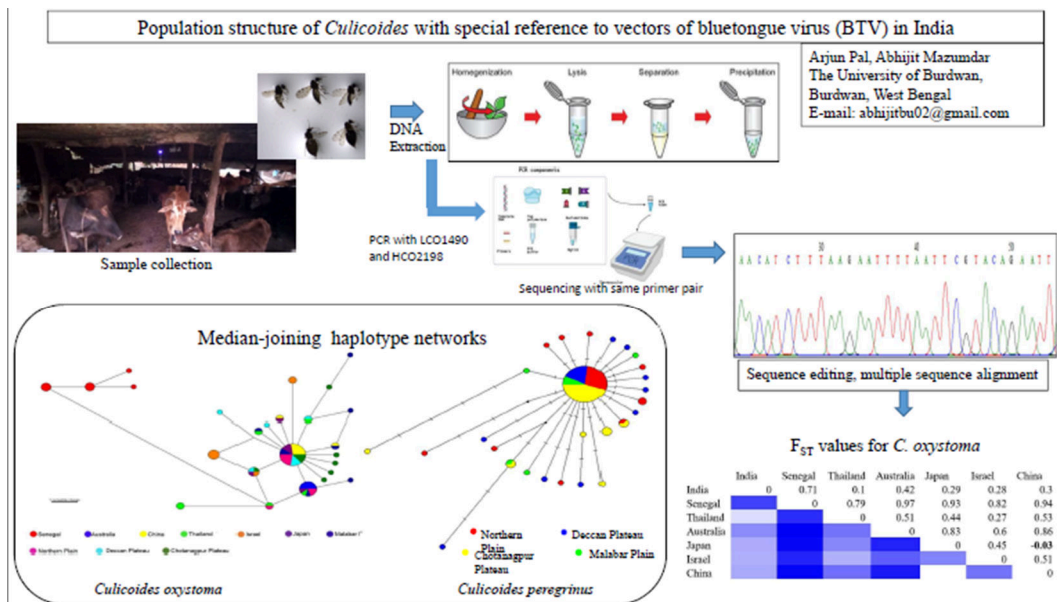 Population structure of Culicoides with special reference to vectors of bluetongue virus (BTV) in India
Arjun Pal, Abhijit Mazumdar
The University of Burdwan,
Burdwan, West Bengal
E-mail: abhijitbu02@gmail.com
Homogenization Lysis Separation Precipitation
DNA
Extraction
Sample collection
PCR components
PCR with LCO1490
and HCO2198
Sequencing with same primer pair
30 40 50
AACATCTTTAAGAATTTTAATTCGTACAGAATT
Sequence editing, multiple sequence alignment
Median-joining haplotype networks
Senegal Australia China Thailand Israel Japan Malabar
Northern Plain Deccan Plateau Chotanagpur Plateau
Culicoides oxystoma
Northern
Plain
Deccan Plateau
Chotanagpur
Plateau
Malabar Plain
Culicoides peregrinus
FST values for C. oxystoma
India Senegal Thailand Australia Japan Israel China
India 0 0.71 0.1 0.42 0.29 0.28 0.3
Senegal 0 0.79 0.97 0.93 0.82 0.94
Thailand 0 0.51 0.44 0.27 0.53
Australia 0 0.83 0.6 0.86
Japan 0 0.45 -0.03
Israel 0 0.51
China 0